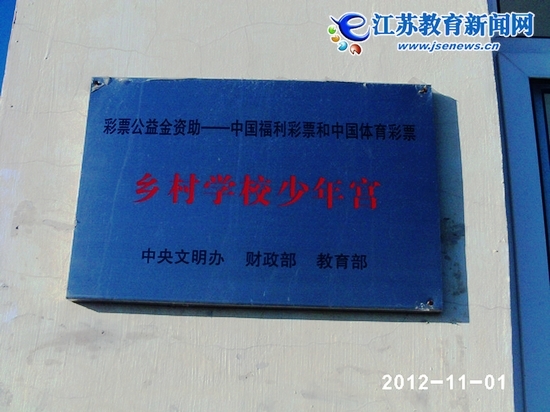 江苏教育新闻网
www.jsenews.cn
彩票公益金资助——中国福利彩票和中国体育彩票
乡村学校少年宫
中央文明办 财政部 教育部
2012-11-01